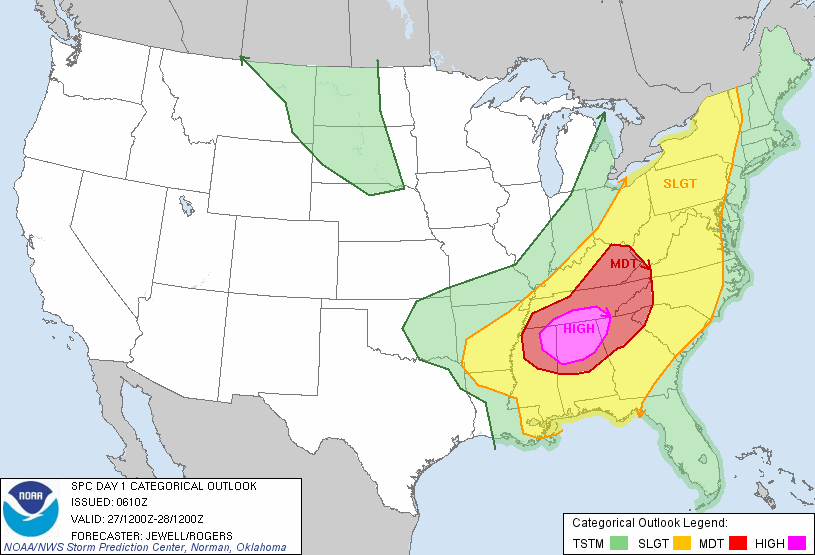 SLGT
MDT
HIGH
NOAA
SPC DAY 1 CATEGORICAL OUTLOOK
ISSUED: 0610Z
VALID: 27/1200Z-28/1200Z
FORECASTER: JEWELL/ROGERS
NOAA/NWS Storm Prediction Center, Norman, Oklahoma
Categorical Outlook Legend:
TSTM SLGT MDT HIGH